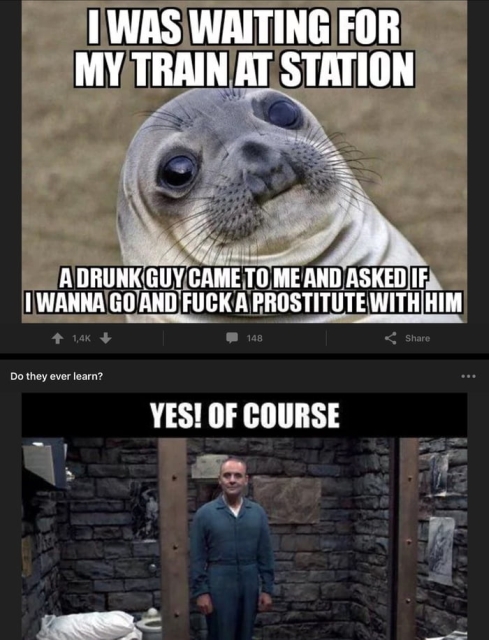 I WAS WAITING FOR
MY TRAIN AT STATION
A DRUNK GUY CAME TO ME AND ASKED IF
I WANNA GO AND FUCK A PROSTITUTE WITH HIM
1,4K
148
Share
Do they ever learn?
YES! OF COURSE